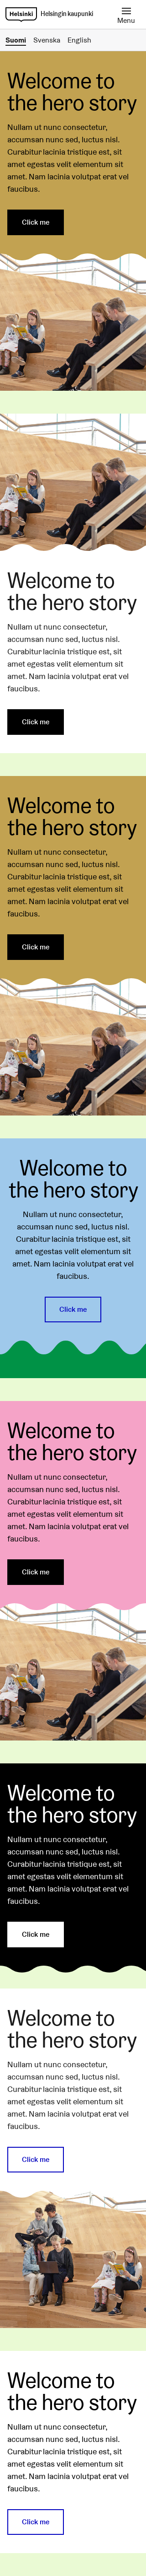 Helsinki
Helsingin kaupunki
Menu
Suomi Svenska English
Welcome to
the hero story
Nullam ut nunc consectetur,
accumsan nunc sed, luctus nisl.
Curabitur iaculis tristique est, sit
amet egestas velit elementum sit
amet. Nam lacinia volutpat erat vel
faucibus.
Click me
Welcome to
the hero story
Nullam ut nunc consectetur,
accumsan nunc sed, luctus nisl.
Curabitur iaculis tristique est, sit
amet egestas velit elementum sit
amet. Nam lacinia volutpat erat vel
faucibus.
Click me
Welcome to
the hero story
Nullam ut nunc consectetur,
accumsan nunc sed, luctus nisl.
Curabitur iaculis tristique est, sit
amet egestas velit elementum sit
amet. Nam lacinia volutpat erat vel
faucibus.
Click me
Welcome to
the hero story
Nullam ut nunc consectetur,
accumsan nunc sed, luctus nisl.
Curabitur iaculis tristique est, sit
amet egestas velit elementum sit
amet. Nam lacinia volutpat erat vel
faucibus.
Click me
Welcome to
the hero story
Nullam ut nunc consectetur,
accumsan nunc sed, luctus nisl.
Curabitur iaculis tristique est, sit
amet egestas velit elementum sit
amet. Nam lacinia volutpat erat vel
faucibus.
Click me
Welcome to
the hero story
Nullam ut nunc consectetur,
accumsan nunc sed, luctus nisl.
Curabitur iaculis tristique est, sit
amet egestas velit elementum sit
amet. Nam lacinia volutpat erat vel
faucibus.
Click me
Welcome to
the hero story
Nullam ut nunc consectetur,
accumsan nunc sed, luctus nisl.
Curabitur iaculis tristique est, sit
amet egestas velit elementum sit
amet. Nam lacinia volutpat erat vel
faucibus.
Click me
Welcome to
the hero story
Nullam ut nunc consectetur,
accumsan nunc sed, luctus nisl.
Curabitur iaculis tristique est, sit
amet egestas velit elementum sit
amet. Nam lacinia volutpat erat vel
faucibus.
Click me